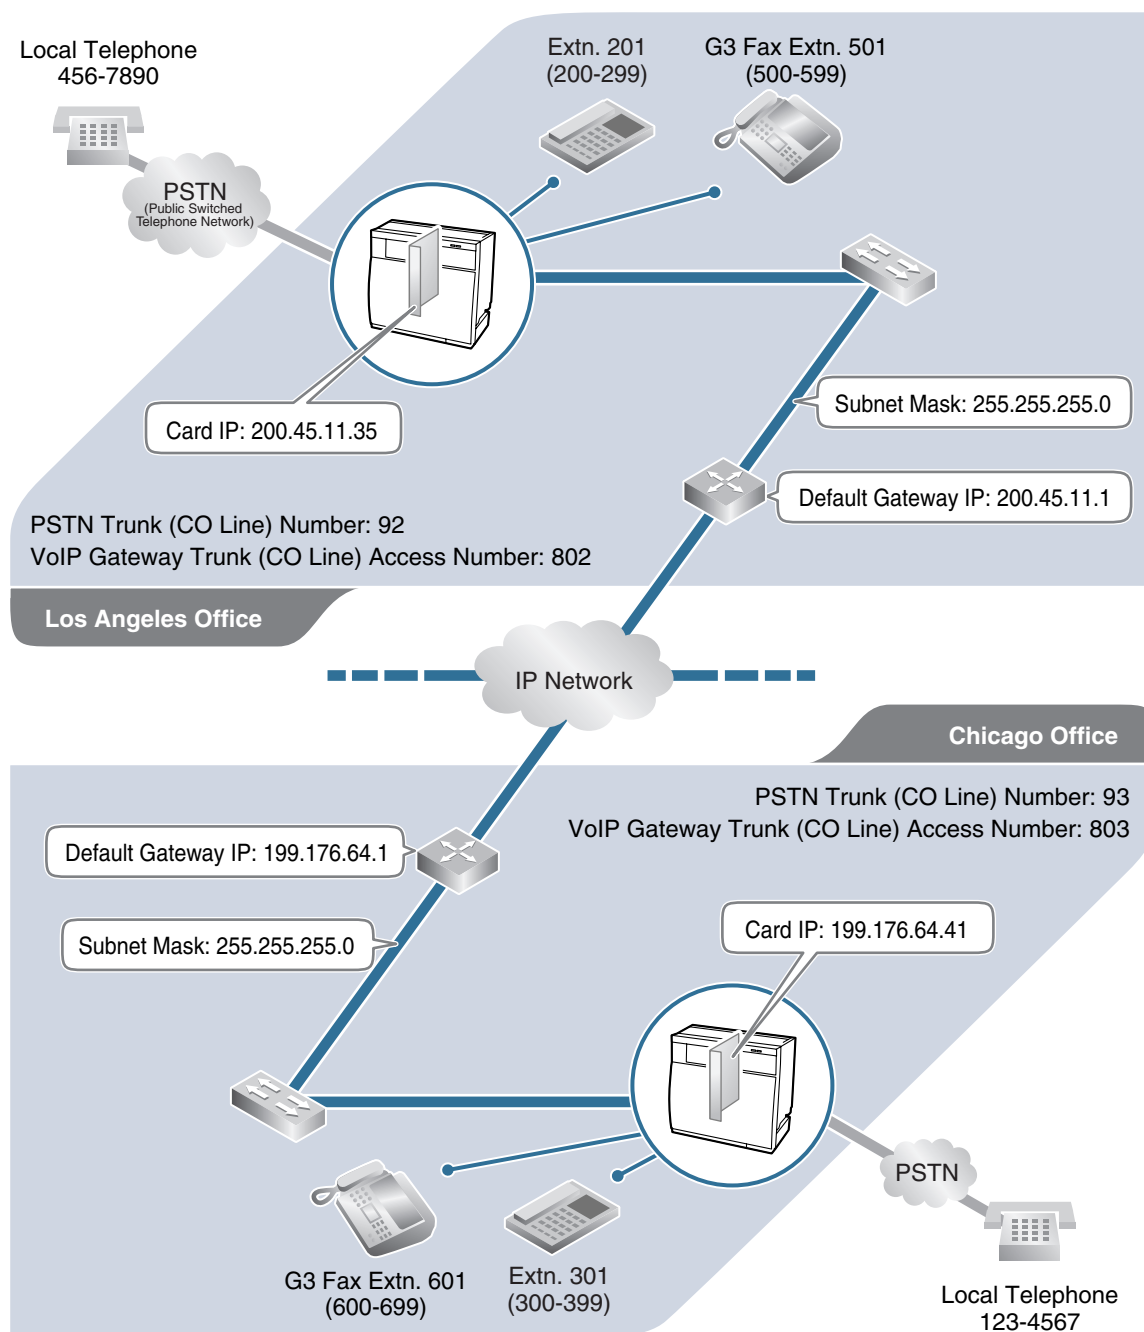 Local Telephone
456-7890
Extn. 201
(200-299)
G3 Fax Extn. 501
(500-599)
PSTN
(Public Switched
Telephone Network)
Card IP: 200.45.11.35
Subnet Mask: 255.255.255.0
Default Gateway IP: 200.45.11.1
PSTN Trunk (CO Line) Number: 92
VoIP Gateway Trunk (CO Line) Access Number: 802
Los Angeles Office
IP Network
Chicago Office
PSTN Trunk (CO Line) Number: 93
VoIP Gateway Trunk (CO Line) Access Number: 803
Default Gateway IP: 199.176.64.1
Subnet Mask: 255.255.255.0
Card IP: 199.176.64.41
PSTN
G3 Fax Extn. 601
(600-699)
Extn. 301
(300-399)
Local Telephone
123-4567